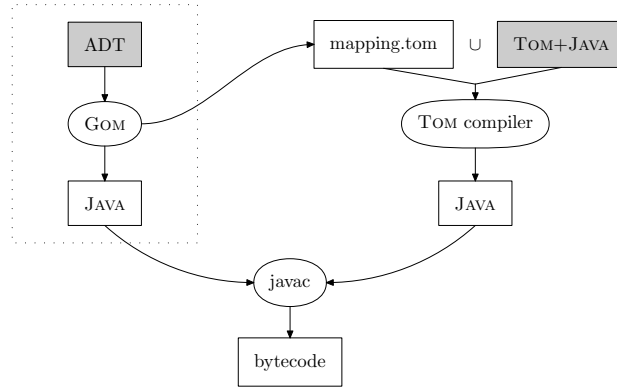 ADT
mapping.tom ∪ TOM+JAVA
GOM
TOM compiler
JAVA
JAVA
javac
bytecode